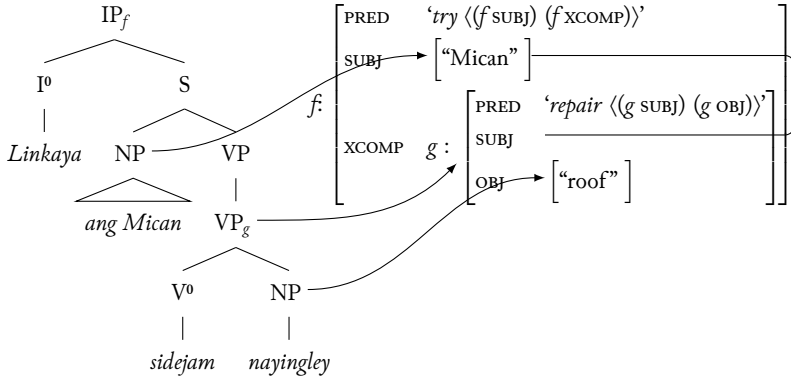 IP_f
I⁰ S
Linkaya NP VP
ang Mican VP_g
V⁰ NP
sidejam nayingley
f:
PRED ‘try ⟨(f SUBJ) (f XCOMP)⟩’
SUBJ [“Mican”]
XCOMP g :
PRED ‘repair ⟨(g SUBJ) (g OBJ)⟩’
SUBJ
OBJ [“roof”]